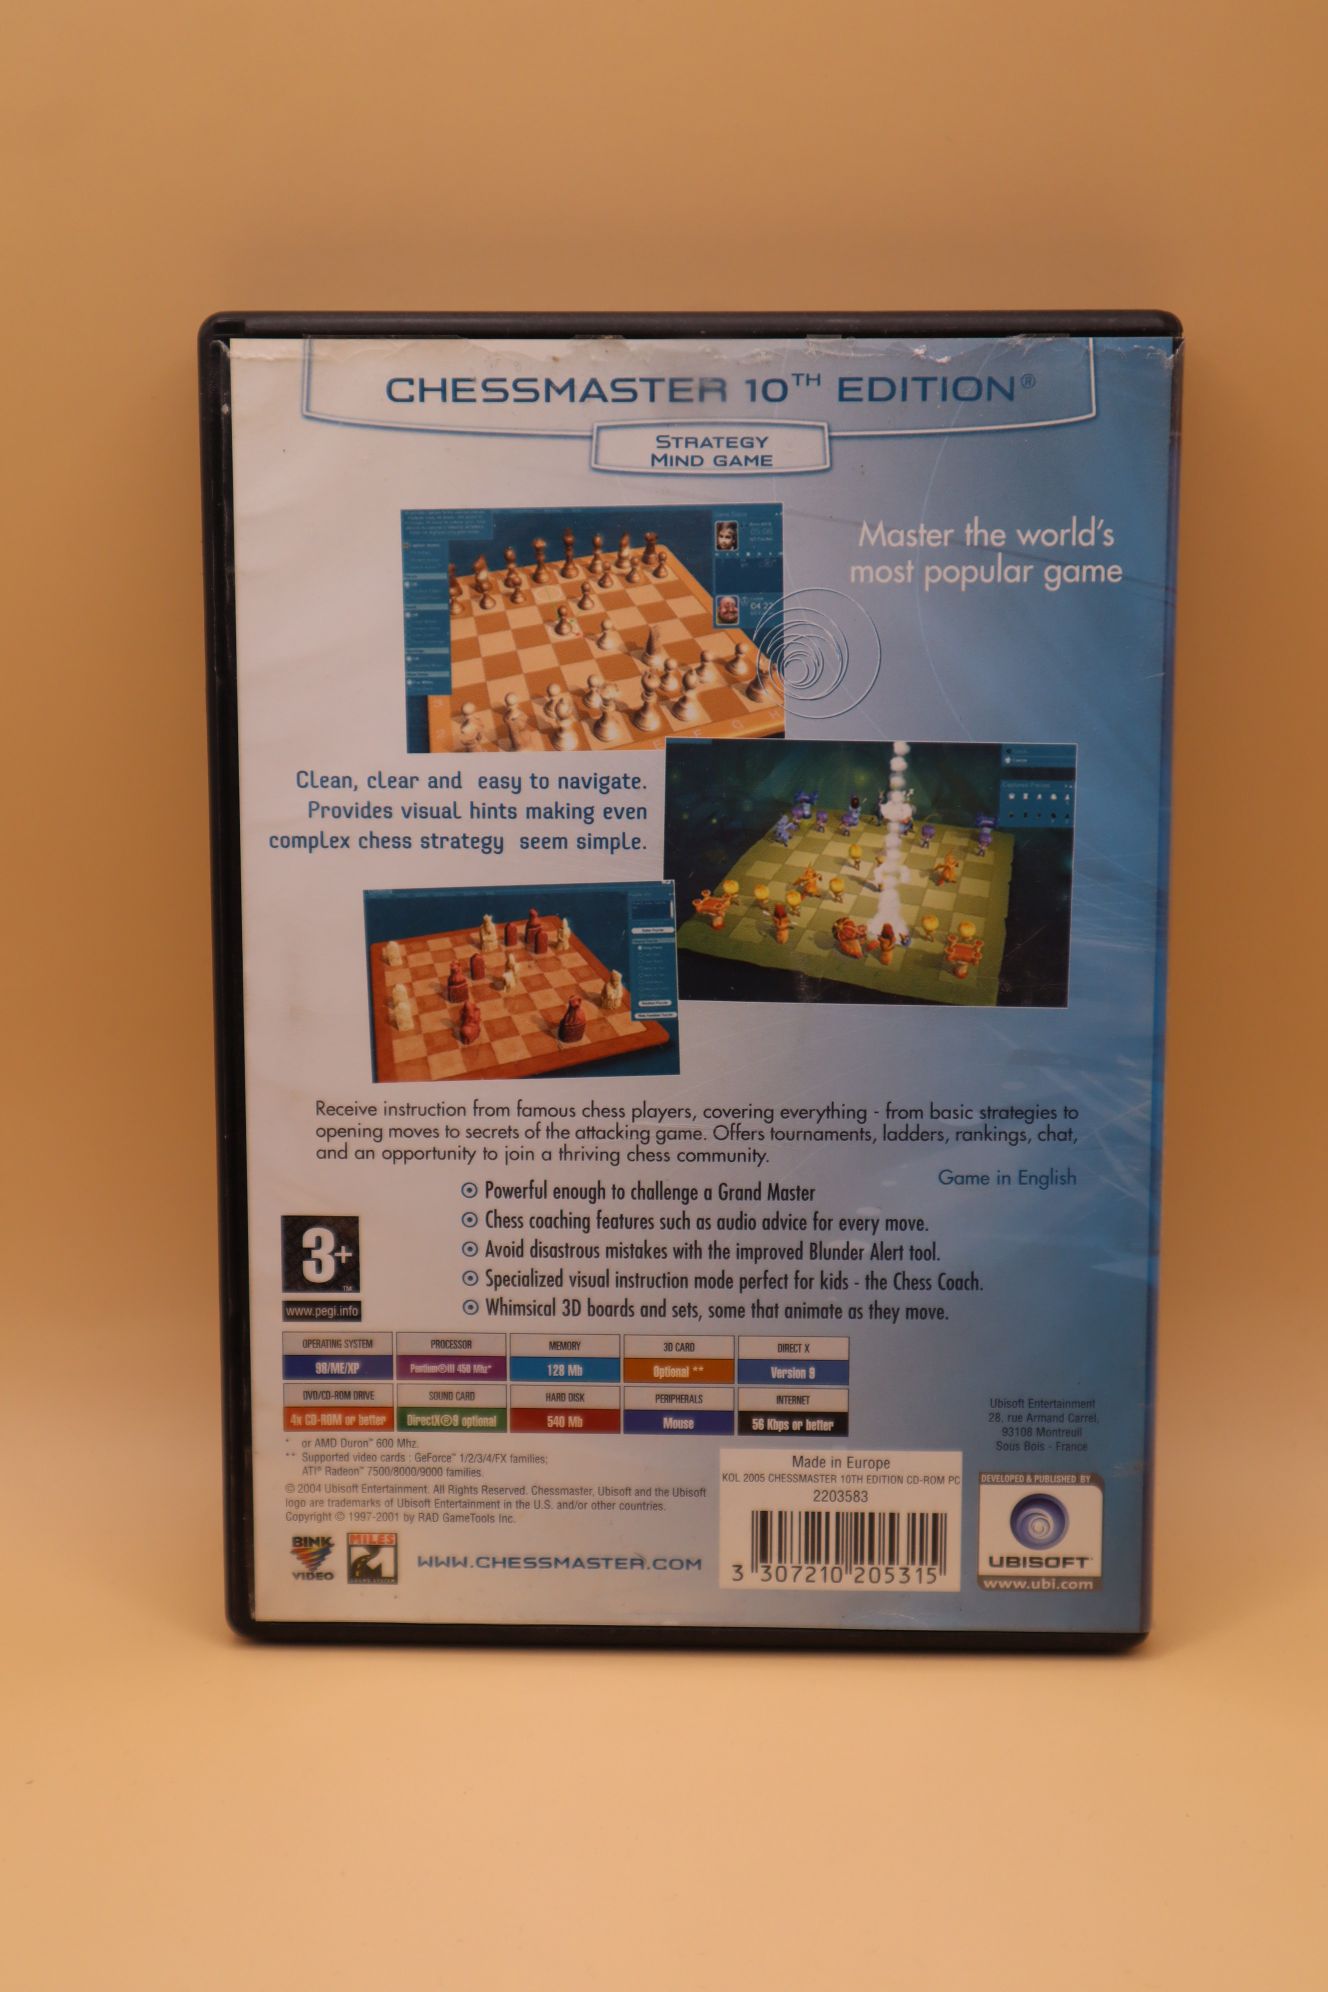 CHESSMASTER 10TH EDITION®
STRATEGY
MIND GAME
Master the world's
most popular game
Clean, clear and easy to navigate.
Provides visual hints making even
complex chess strategy seem simple.
Receive instruction from famous chess players, covering everything - from basic strategies to
opening moves to secrets of the attacking game. Offers tournaments, ladders, rankings, chat,
and an opportunity to join a thriving chess community.
Game in English
Powerful enough to challenge a Grand Master
Chess coaching features such as audio advice for every move.
Avoid disastrous mistakes with the improved Blunder Alert tool.
Specialized visual instruction mode perfect for kids - the Chess Coach.
Whimsical 3D boards and sets, some that animate as they move.
3+
™
www.pegi.info
OPERATING SYSTEM PROCESSOR MEMORY 3D CARD DIRECT X
98/ME/XP Pentium®III 450 Mhz* 128 Mb Optional ** Version 9
DVD/CD-ROM DRIVE SOUND CARD HARD DISK PERIPHERALS INTERNET
4x CD-ROM or better DirectX®9 optional 540 Mb Mouse 56 Kbps or better
* or AMD Duron™ 600 Mhz.
** Supported video cards : GeForce™ 1/2/3/4/FX families;
ATI® Radeon™ 7500/8000/9000 families.
© 2004 Ubisoft Entertainment. All Rights Reserved. Chessmaster, Ubisoft and the Ubisoft
logo are trademarks of Ubisoft Entertainment in the U.S. and/or other countries.
Copyright © 1997-2001 by RAD GameTools Inc.
BINK
VIDEO
MILES
WWW.CHESSMASTER.COM
Made in Europe
KOL 2005 CHESSMASTER 10TH EDITION CD-ROM PC
2203583
3 307210 205315
Ubisoft Entertainment
28, rue Armand Carrel,
93108 Montreuil
Sous Bois - France
DEVELOPED & PUBLISHED BY
UBISOFT
www.ubi.com